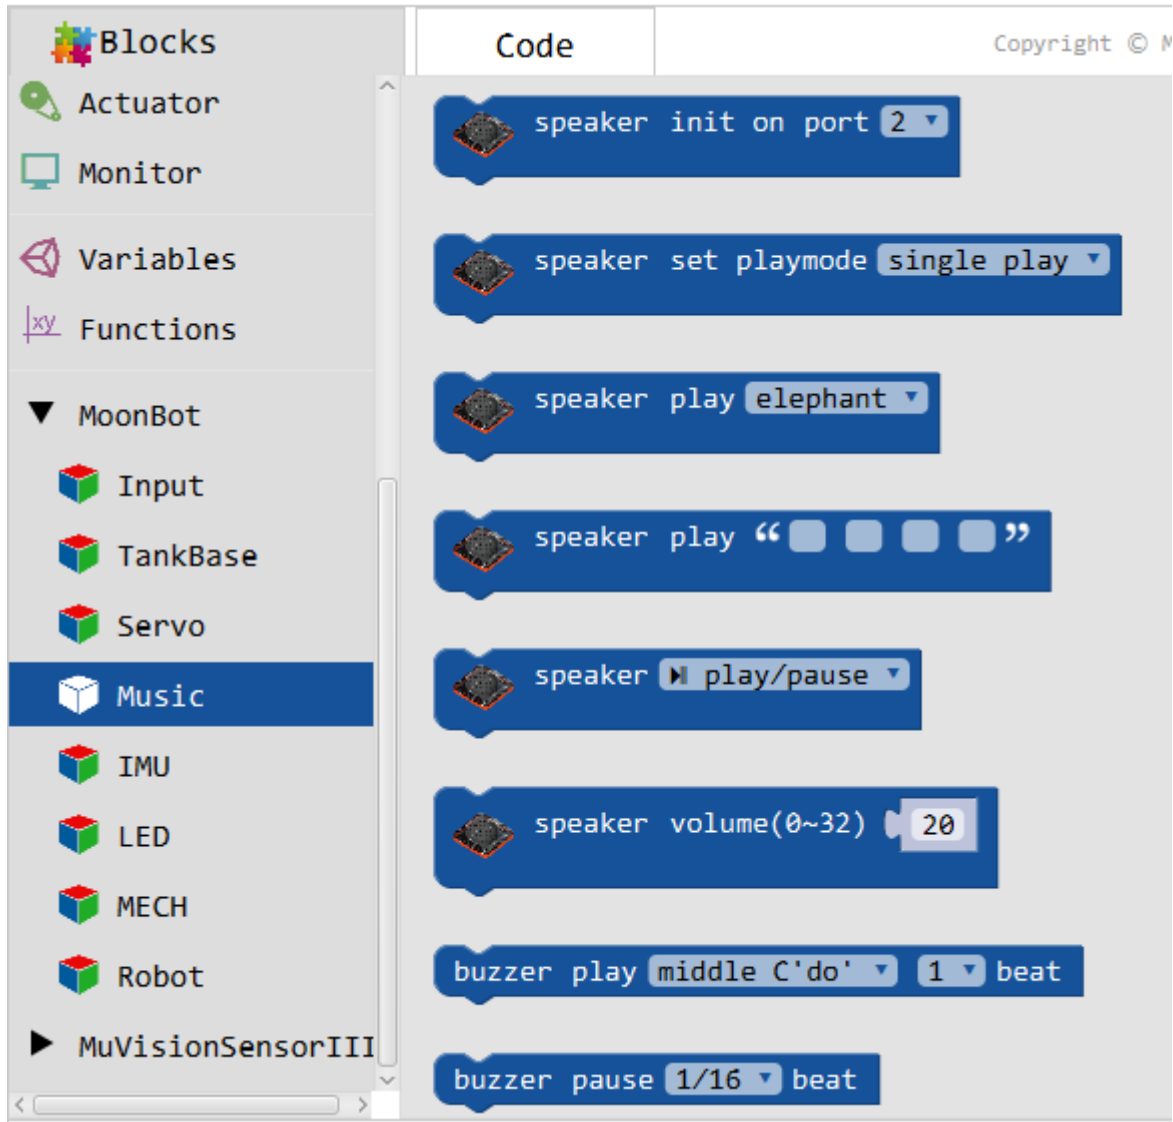 Blocks
Code
Copyright ©
Actuator
Monitor
Variables
Functions
MoonBot
Input
TankBase
Servo
Music
IMU
LED
MECH
Robot
MuVisionSensorIII
speaker init on port 2
speaker set playmode single play
speaker play elephant
speaker play “ ”
speaker play/pause
speaker volume(0~32) 20
buzzer play middle C'do' 1 beat
buzzer pause 1/16 beat